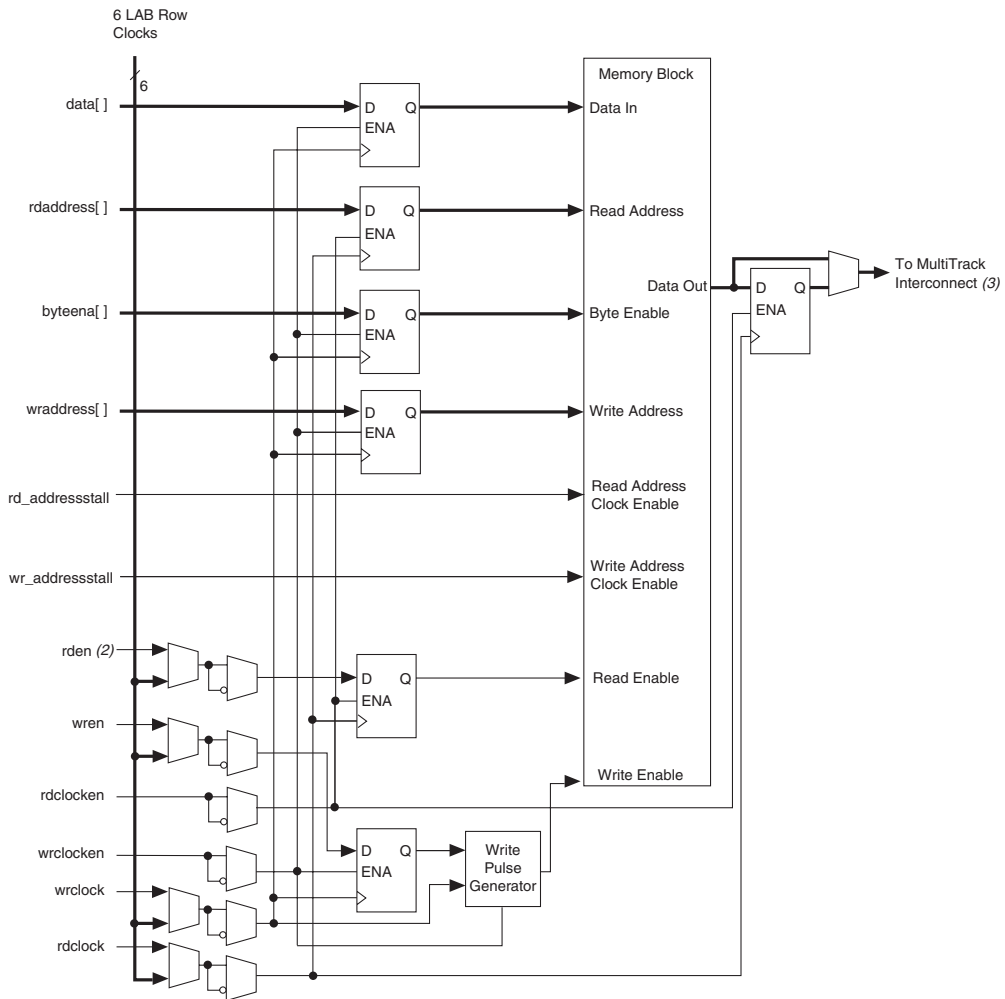 6 LAB Row
Clocks
6
Memory Block
data[ ]
D Q
ENA
Data In
rdaddress[ ]
D Q
ENA
Read Address
Data Out
D Q
ENA
To MultiTrack
Interconnect (3)
byteena[ ]
D Q
ENA
Byte Enable
wraddress[ ]
D Q
ENA
Write Address
rd_addressstall
Read Address
Clock Enable
wr_addressstall
Write Address
Clock Enable
rden (2)
D Q
ENA
Read Enable
wren
Write Enable
rdclocken
wrclocken
D Q
ENA
Write
Pulse
Generator
wrclock
rdclock